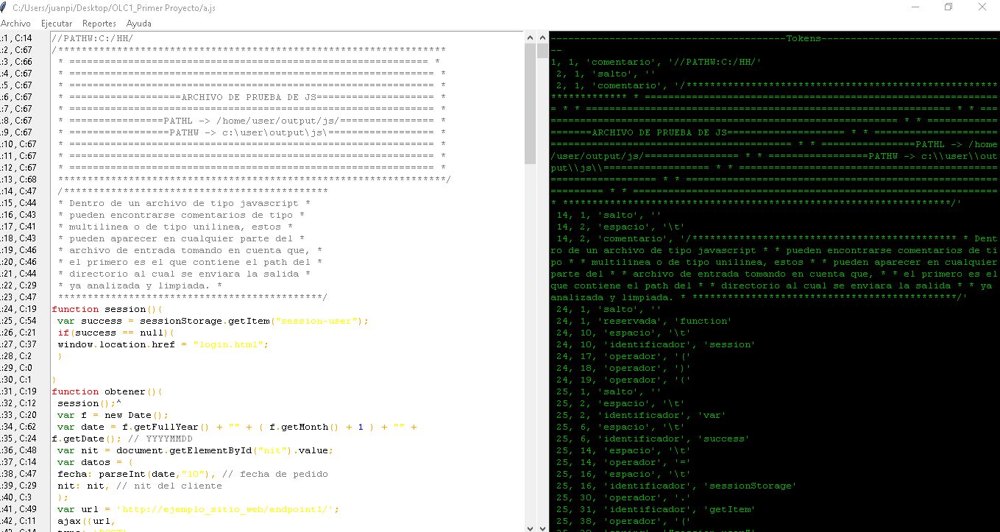 C:/Users/juanpi/Desktop/OLC1_Primer Proyecto/a.js
Archivo Ejecutar Reportes Ayuda
:1 , C:14
:2 , C:67
:3 , C:66
:4 , C:67
:5 , C:67
:6 , C:67
:7 , C:67
:8 , C:67
:9 , C:67
:10 , C:67
:11 , C:67
:12 , C:67
:13 , C:68
:14 , C:47
:15 , C:44
:16 , C:43
:17 , C:41
:18 , C:43
:19 , C:46
:20 , C:46
:21 , C:44
:22 , C:29
:23 , C:47
:24 , C:19
:25 , C:54
:26 , C:21
:27 , C:37
:28 , C:2
:29 , C:0
:30 , C:1
:31 , C:19
:32 , C:12
:33 , C:20
:34 , C:62
:35 , C:24
:36 , C:48
:37 , C:14
:38 , C:47
:39 , C:29
:40 , C:3
:41 , C:49
:42 , C:11
//PATHW:C:/HH/
/******************************************************************
 * ============================================================= *
 * ============================================================== *
 * ============================================================== *
 * ===================ARCHIVO DE PRUEBA DE JS==================== *
 * ============================================================== *
 * ================PATHL -> /home/user/output/js/================ *
 * =================PATHW -> c:\user\output\js\================== *
 * ============================================================== *
 * ============================================================== *
 * ============================================================== *
 ******************************************************************/
 /*********************************************
 * Dentro de un archivo de tipo javascript *
 * pueden encontrarse comentarios de tipo *
 * multilinea o de tipo unilinea, estos *
 * pueden aparecer en cualquier parte del *
 * archivo de entrada tomando en cuenta que, *
 * el primero es el que contiene el path del *
 * directorio al cual se enviara la salida *
 * ya analizada y limpiada. *
 *********************************************/
function session(){
 var success = sessionStorage.getItem("session-user");
 if(success == null){
 window.location.href = "login.html";
 }
}
function obtener(){
 session();^
 var f = new Date();
 var date = f.getFullYear() + "" + ( f.getMonth() + 1 ) + "" +
f.getDate(); // YYYYMMDD
 var nit = document.getElementById("nit").value;
 var datos = {
 fecha: parseInt(date,"10"), // fecha de pedido
 nit: nit, // nit del cliente
 };
 var url = 'http://ejemplo_sitio_web/endpoint1/';
 ajax({url,
----------------------------------------Tokens------------------------------
--
1, 1, 'comentario', '//PATHW:C:/HH/'
 2, 1, 'salto', ''
 2, 1, 'comentario', '/*****************************************************
************* * ============================================================
= * * ============================================================== * * ===
=========================================================== * * ============
=======ARCHIVO DE PRUEBA DE JS==================== * * =====================
========================================= * * ================PATHL -> /home
/user/output/js/================ * * =================PATHW -> c:\\user\\out
put\\js\\================== * * ============================================
================== * * =====================================================
========= * * ==============================================================
* ******************************************************************/'
 14, 1, 'salto', ''
 14, 2, 'espacio', '\t'
 14, 2, 'comentario', '/********************************************* * Dent
ro de un archivo de tipo javascript * * pueden encontrarse comentarios de ti
po * * multilinea o de tipo unilinea, estos * * pueden aparecer en cualquier
parte del * * archivo de entrada tomando en cuenta que, * * el primero es el
que contiene el path del * * directorio al cual se enviara la salida * * ya
analizada y limpiada. * *********************************************/'
 24, 1, 'salto', ''
 24, 1, 'reservada', 'function'
 24, 10, 'espacio', '\t'
 24, 10, 'identificador', 'session'
 24, 17, 'operador', '('
 24, 18, 'operador', ')'
 24, 19, 'operador', '{'
 25, 1, 'salto', ''
 25, 2, 'espacio', '\t'
 25, 2, 'identificador', 'var'
 25, 6, 'espacio', '\t'
 25, 6, 'identificador', 'success'
 25, 14, 'espacio', '\t'
 25, 14, 'operador', '='
 25, 16, 'espacio', '\t'
 25, 16, 'identificador', 'sessionStorage'
 25, 30, 'operador', '.'
 25, 31, 'identificador', 'getItem'
 25, 38, 'operador', '('